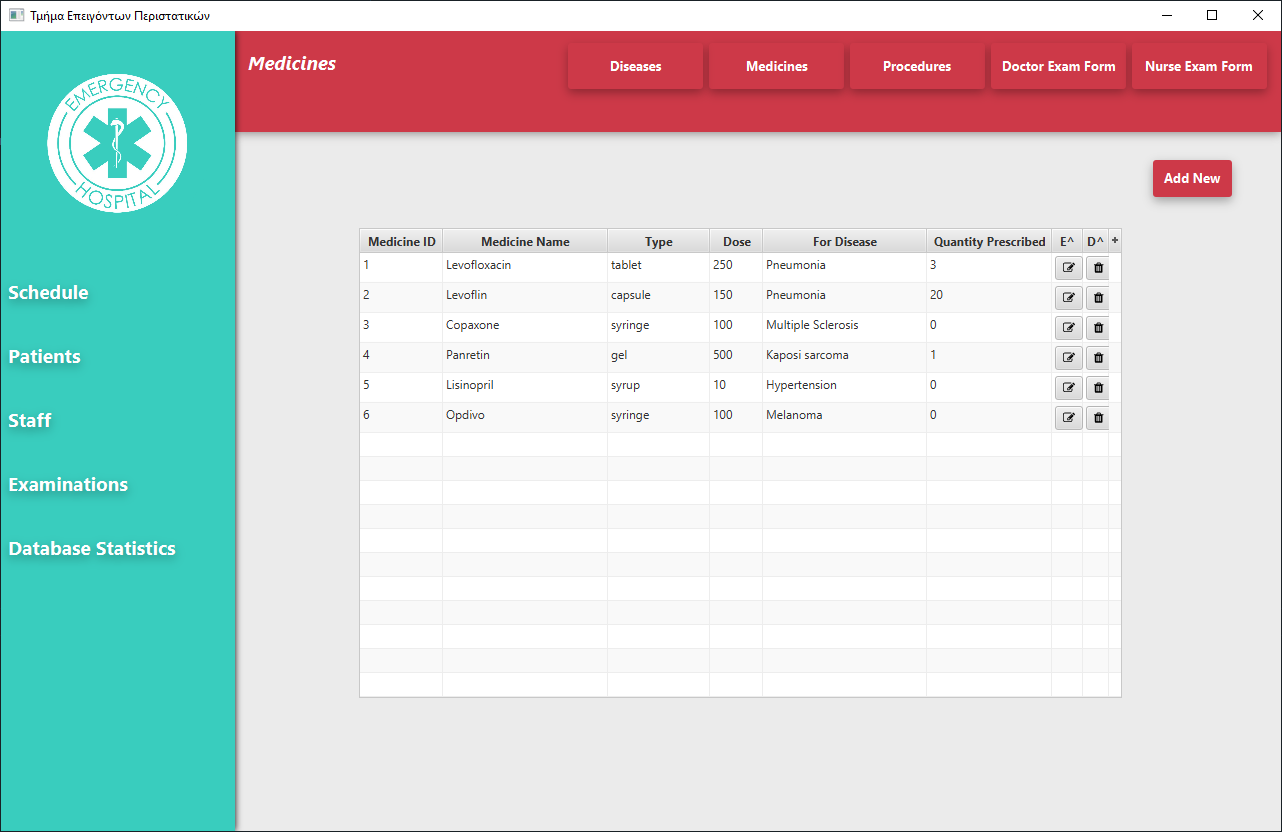 Τμήμα Επειγόντων Περιστατικών
EMERGENCY
HOSPITAL
Schedule
Patients
Staff
Examinations
Database Statistics
Medicines
Diseases Medicines Procedures Doctor Exam Form Nurse Exam Form
Add New
Medicine ID Medicine Name Type Dose For Disease Quantity Prescribed E^ D^ +
1 Levofloxacin tablet 250 Pneumonia 3
2 Levoflin capsule 150 Pneumonia 20
3 Copaxone syringe 100 Multiple Sclerosis 0
4 Panretin gel 500 Kaposi sarcoma 1
5 Lisinopril syrup 10 Hypertension 0
6 Opdivo syringe 100 Melanoma 0